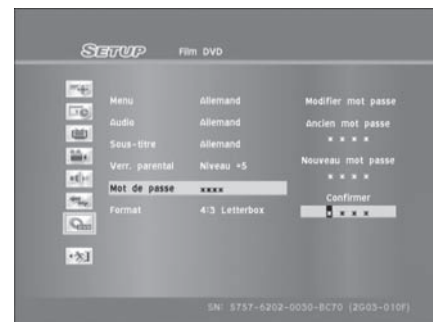 SETUP Film DVD
Menu Allemand Modifier mot passe
Audio Allemand Ancien mot passe
* * * *
Sous-titre Allemand
Nouveau mot passe
Verr. parental Niveau =5
* * * *
Mot de passe ****
Confirmer
Format 4:3 Letterbox * * * *
SN: 5757-6202-0050-BC70 (2G03-010F)